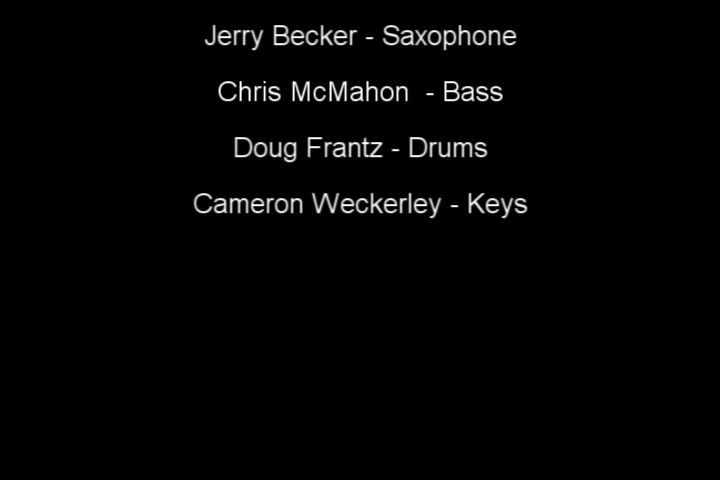 Jerry Becker - Saxophone
Chris McMahon  - Bass
Doug Frantz - Drums
Cameron Weckerley - Keys